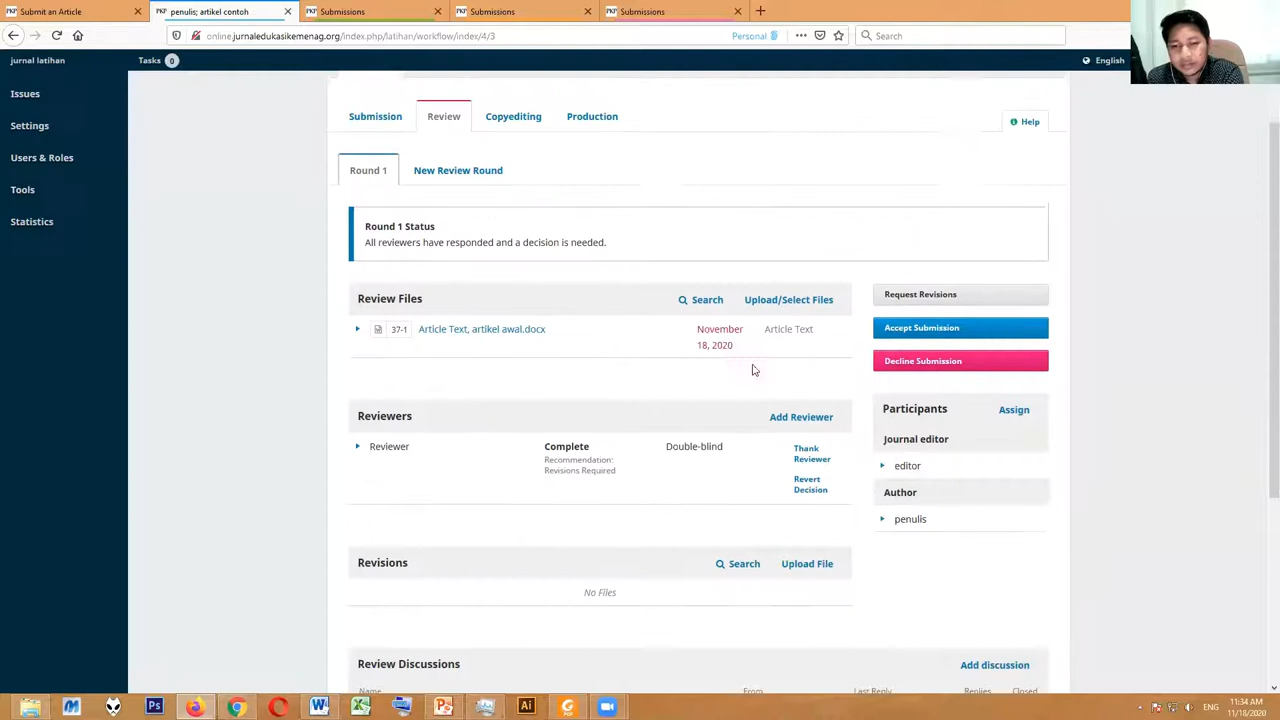 Submit an Article
PKP penulis; artikel contoh
PKP Submissions
PKP Submissions
PKP Submissions
online.jurnaledukasikemenag.org/index.php/latihan/workflow/index/4/3
Personal
Search
jurnal latihan
Tasks 0
English
Issues
Settings
Users & Roles
Tools
Statistics
Submission Review Copyediting Production
Help
Round 1 New Review Round
Round 1 Status
All reviewers have responded and a decision is needed.
Review Files Search Upload/Select Files
37-1 Article Text, artikel awal.docx November 18, 2020 Article Text
Request Revisions
Accept Submission
Decline Submission
Participants Assign
Journal editor
editor
Author
penulis
Reviewers Add Reviewer
Reviewer Complete Double-blind
Recommendation:
Revisions Required
Thank
Reviewer
Revert
Decision
Revisions Search Upload File
No Files
Review Discussions Add discussion
Name From Last Reply Replies Closed
Ps W X P Ai
ENG
11:34 AM
11/18/2020